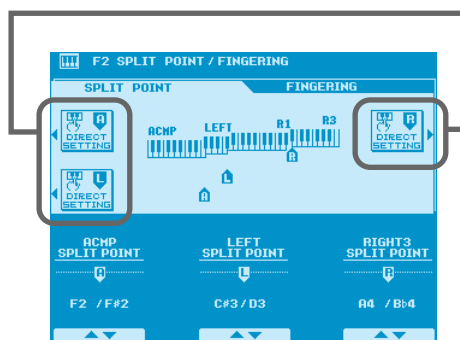 F2 SPLIT POINT/FINGERING
SPLIT POINT
FINGERING
A
DIRECT
SETTING
L
DIRECT
SETTING
ACMP
LEFT
R1
R3
R
L
A
R
DIRECT
SETTING
ACMP
SPLIT POINT
A
F2 /F#2
LEFT
SPLIT POINT
L
C#3/D3
RIGHT3
SPLIT POINT
R
A4 /B♭4